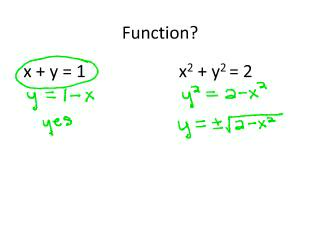 Function?
x + y = 1
y = 1 - x
yes
x² + y² = 2
y² = 2 - x²
y = ±√(2 - x²)